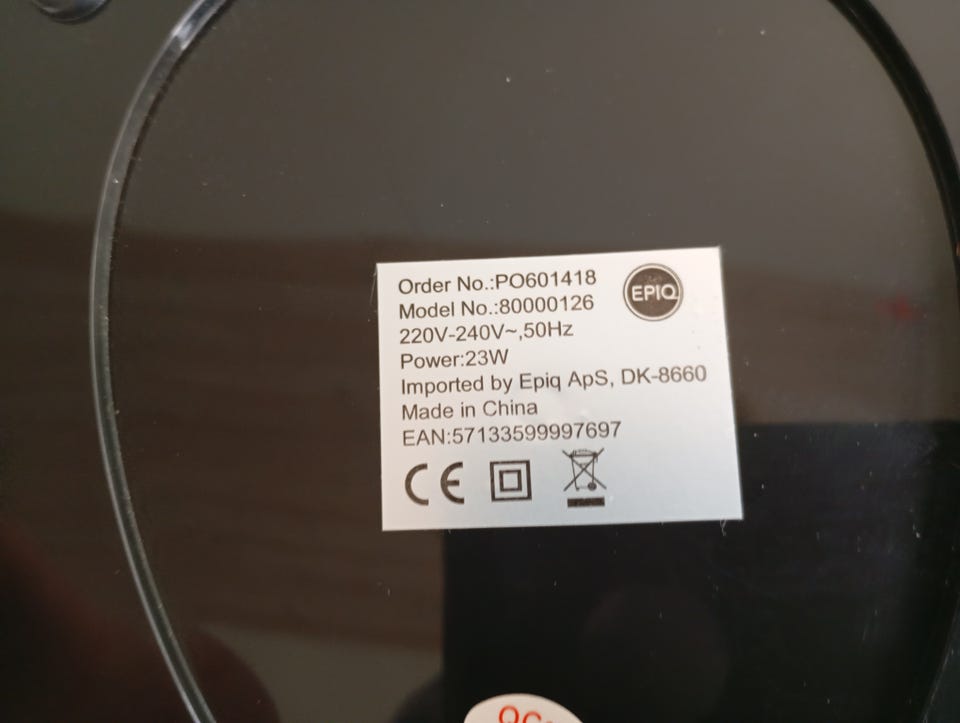 Order No.:PO601418
EPIQ
Model No.:80000126
220V-240V~,50Hz
Power:23W
Imported by Epiq ApS, DK-8660
Made in China
EAN:57133599997697
CE